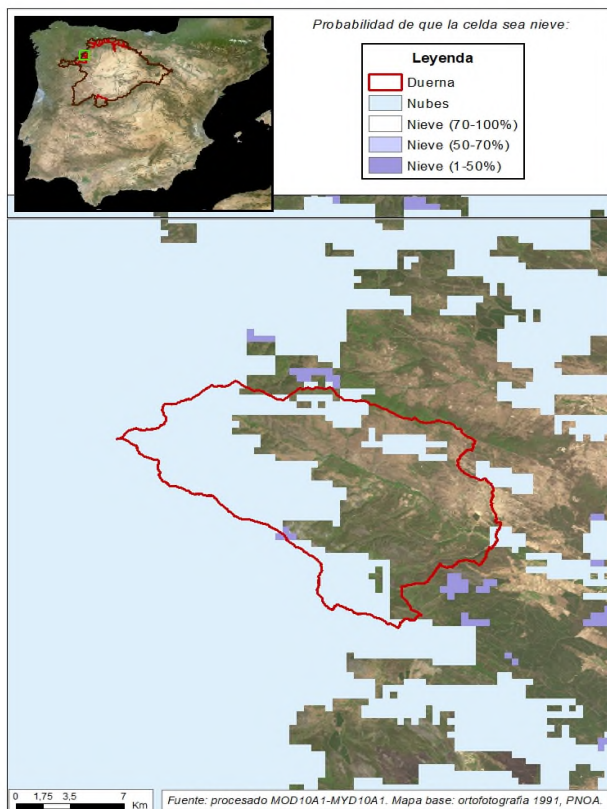 Probabilidad de que la celda sea nieve:
Leyenda
Duerna
Nubes
Nieve (70-100%)
Nieve (50-70%)
Nieve (1-50%)
0 1,75 3,5 7
Km
Fuente: procesado MOD10A1-MYD10A1. Mapa base: ortofotografia 1991, PNOA